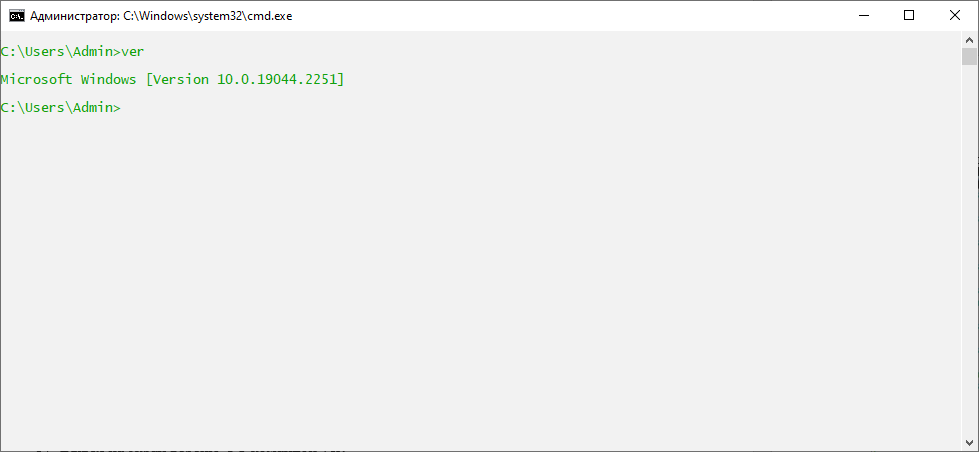 Администратор: C:\Windows\system32\cmd.exe
C:\Users\Admin>ver
Microsoft Windows [Version 10.0.19044.2251]
C:\Users\Admin>